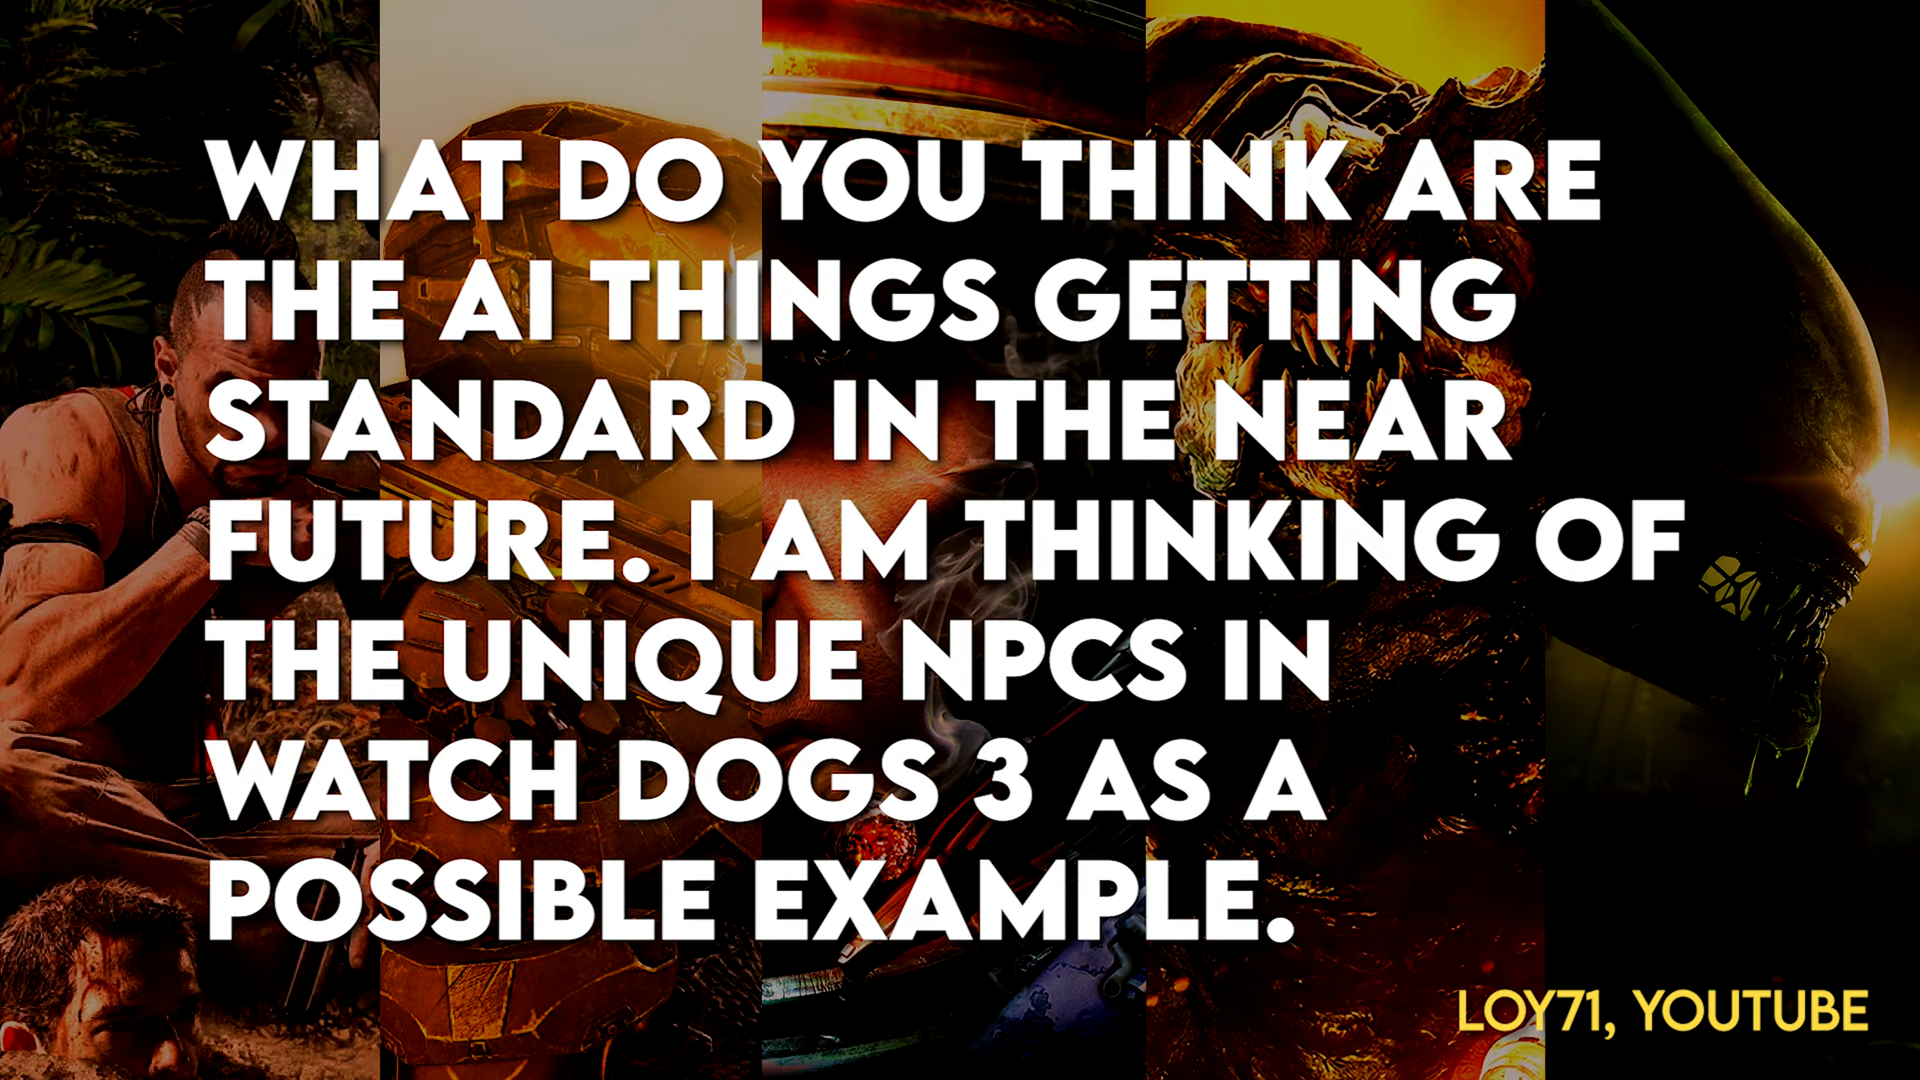 WHAT DO YOU THINK ARE
THE AI THINGS GETTING
STANDARD IN THE NEAR
FUTURE. I AM THINKING OF
THE UNIQUE NPCS IN
WATCH DOGS 3 AS A
POSSIBLE EXAMPLE.
LOY71, YOUTUBE